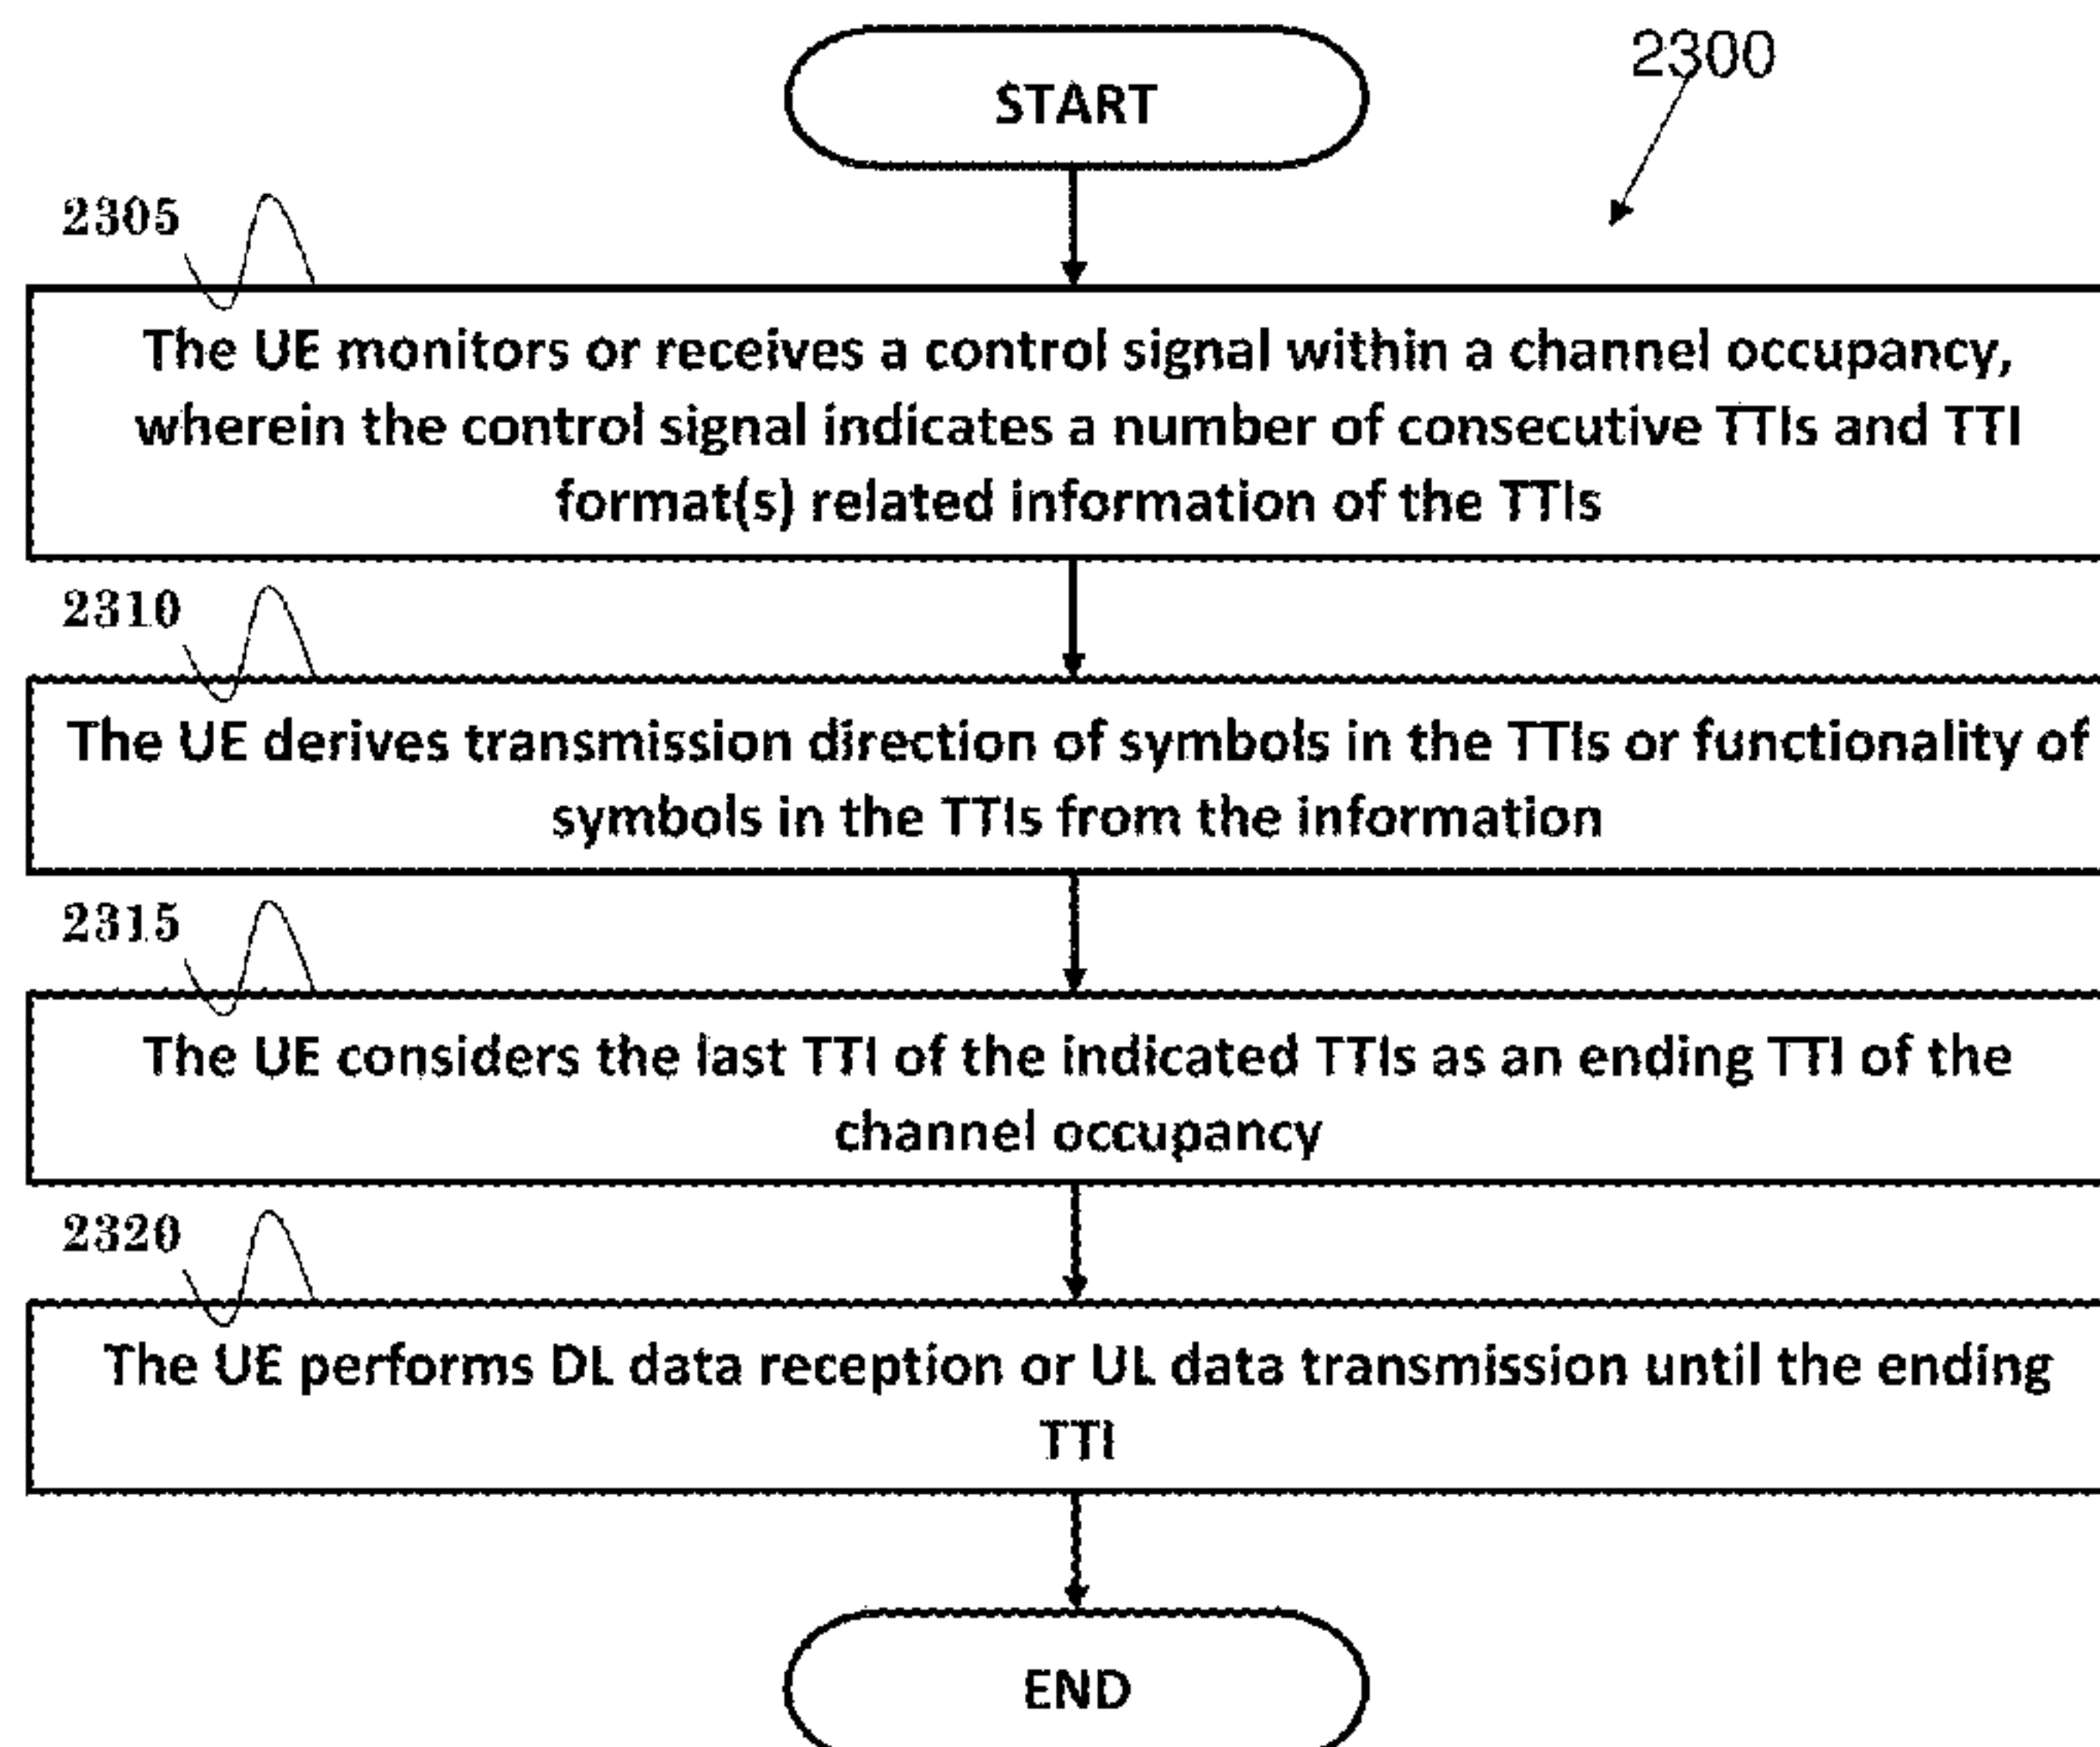 START
2300
2305
The UE monitors or receives a control signal within a channel occupancy,
wherein the control signal indicates a number of consecutive TTIs and TTI
format(s) related information of the TTIs
2310
The UE derives transmission direction of symbols in the TTIs or functionality of
symbols in the TTIs from the information
2315
The UE considers the last TTI of the indicated TTIs as an ending TTI of the
channel occupancy
2320
The UE performs DL data reception or UL data transmission until the ending
TTI
END